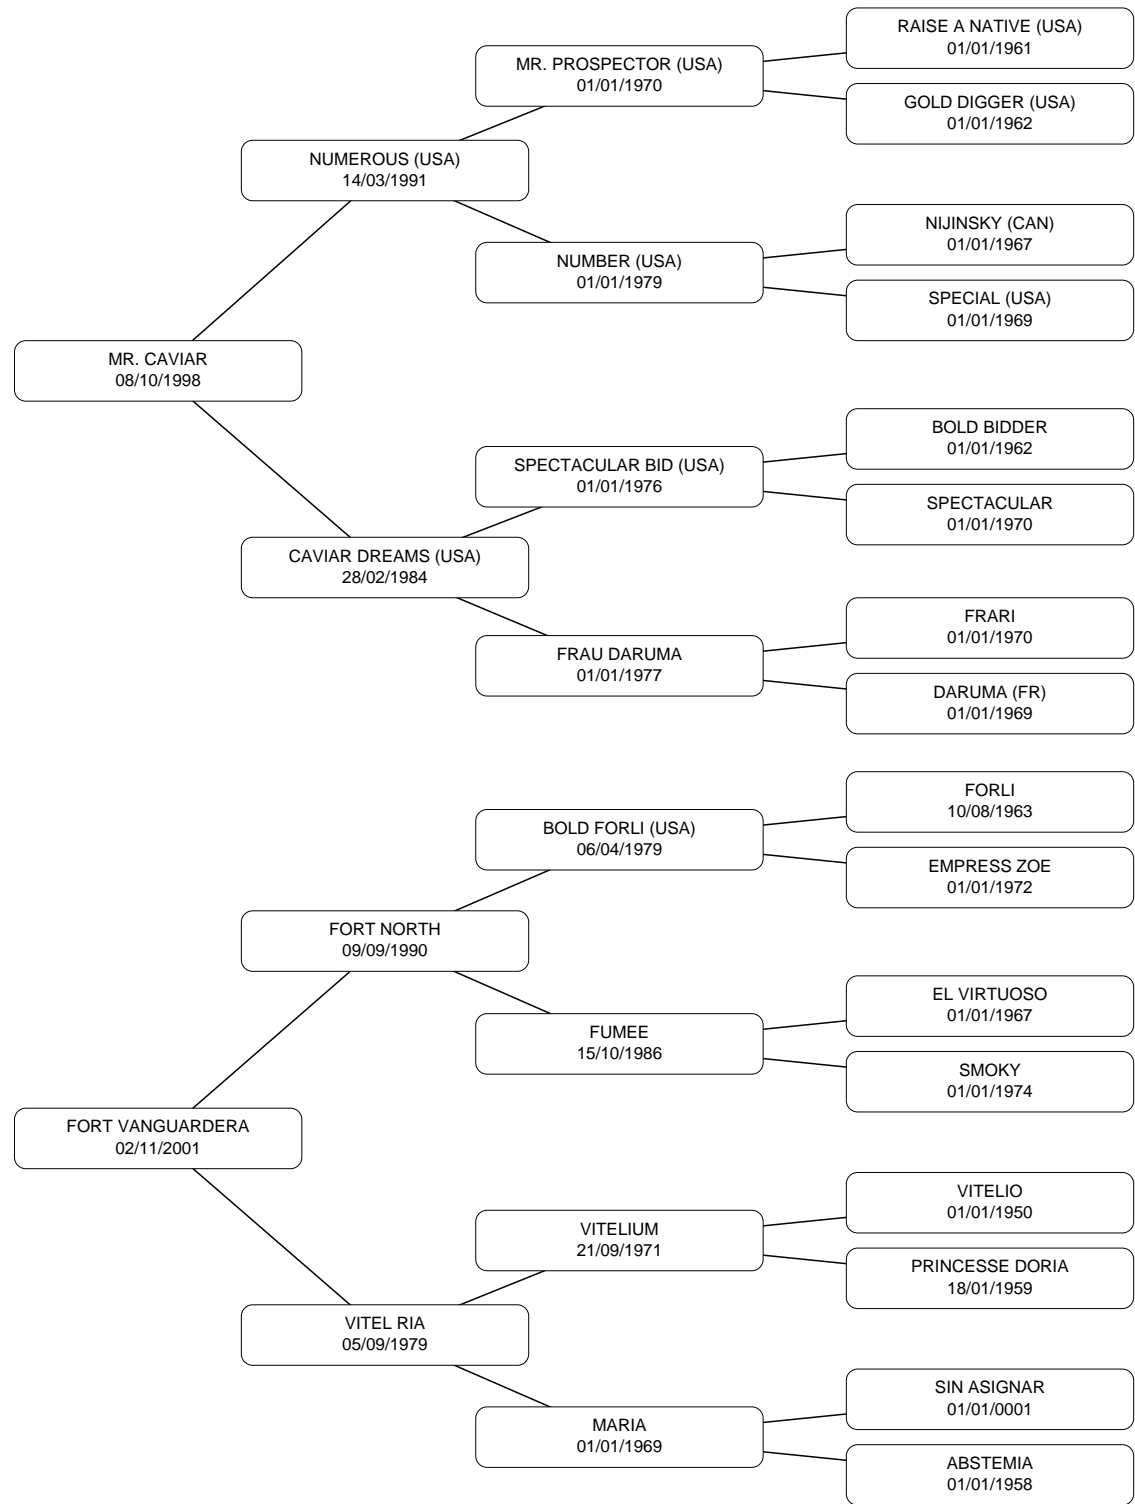 RAISE A NATIVE (USA)
01/01/1961
MR. PROSPECTOR (USA)
01/01/1970
GOLD DIGGER (USA)
01/01/1962
NUMEROUS (USA)
14/03/1991
NIJINSKY (CAN)
01/01/1967
NUMBER (USA)
01/01/1979
SPECIAL (USA)
01/01/1969
MR. CAVIAR
08/10/1998
BOLD BIDDER
01/01/1962
SPECTACULAR BID (USA)
01/01/1976
SPECTACULAR
01/01/1970
CAVIAR DREAMS (USA)
28/02/1984
FRARI
01/01/1970
FRAU DARUMA
01/01/1977
DARUMA (FR)
01/01/1969
FORLI
10/08/1963
BOLD FORLI (USA)
06/04/1979
EMPRESS ZOE
01/01/1972
FORT NORTH
09/09/1990
EL VIRTUOSO
01/01/1967
FUMEE
15/10/1986
SMOKY
01/01/1974
FORT VANGUARDERA
02/11/2001
VITELIO
01/01/1950
VITELIUM
21/09/1971
PRINCESSE DORIA
18/01/1959
VITEL RIA
05/09/1979
SIN ASIGNAR
01/01/0001
MARIA
01/01/1969
ABSTEMIA
01/01/1958